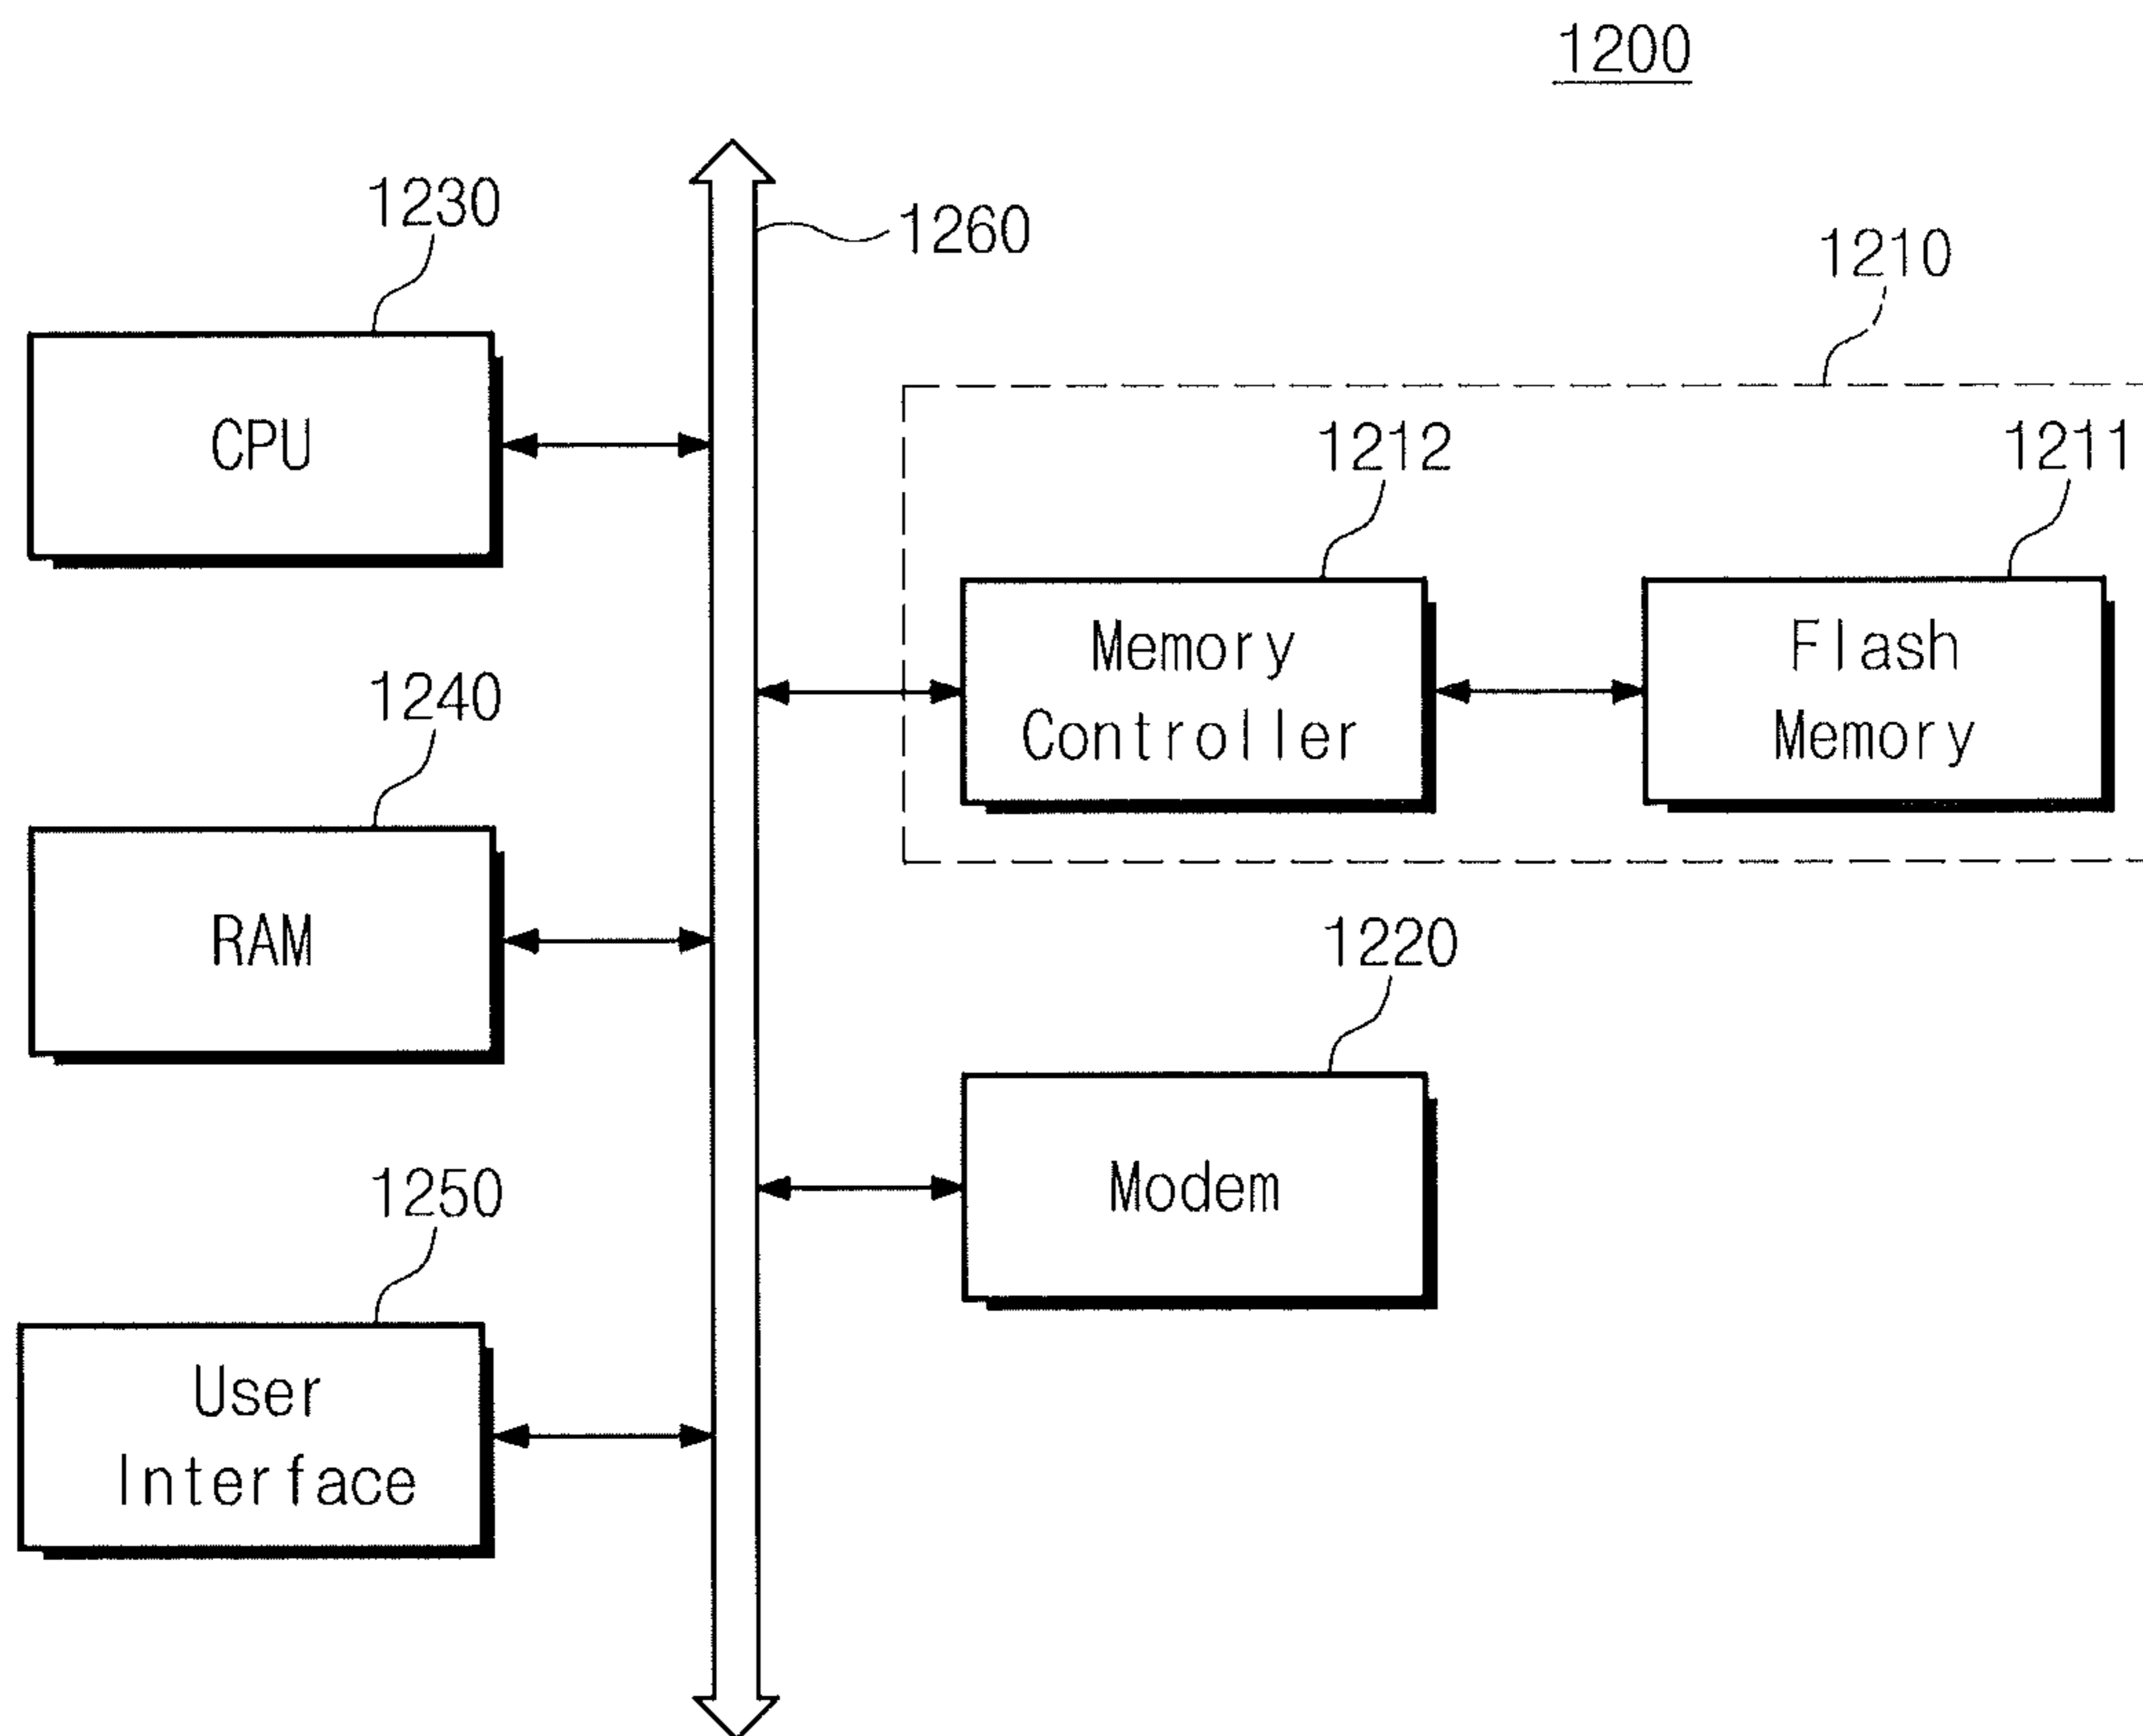 1200
1230
1260
1210
CPU
1212
1211
Memory
Controller
Flash
Memory
1240
RAM
1220
Modem
1250
User
Interface